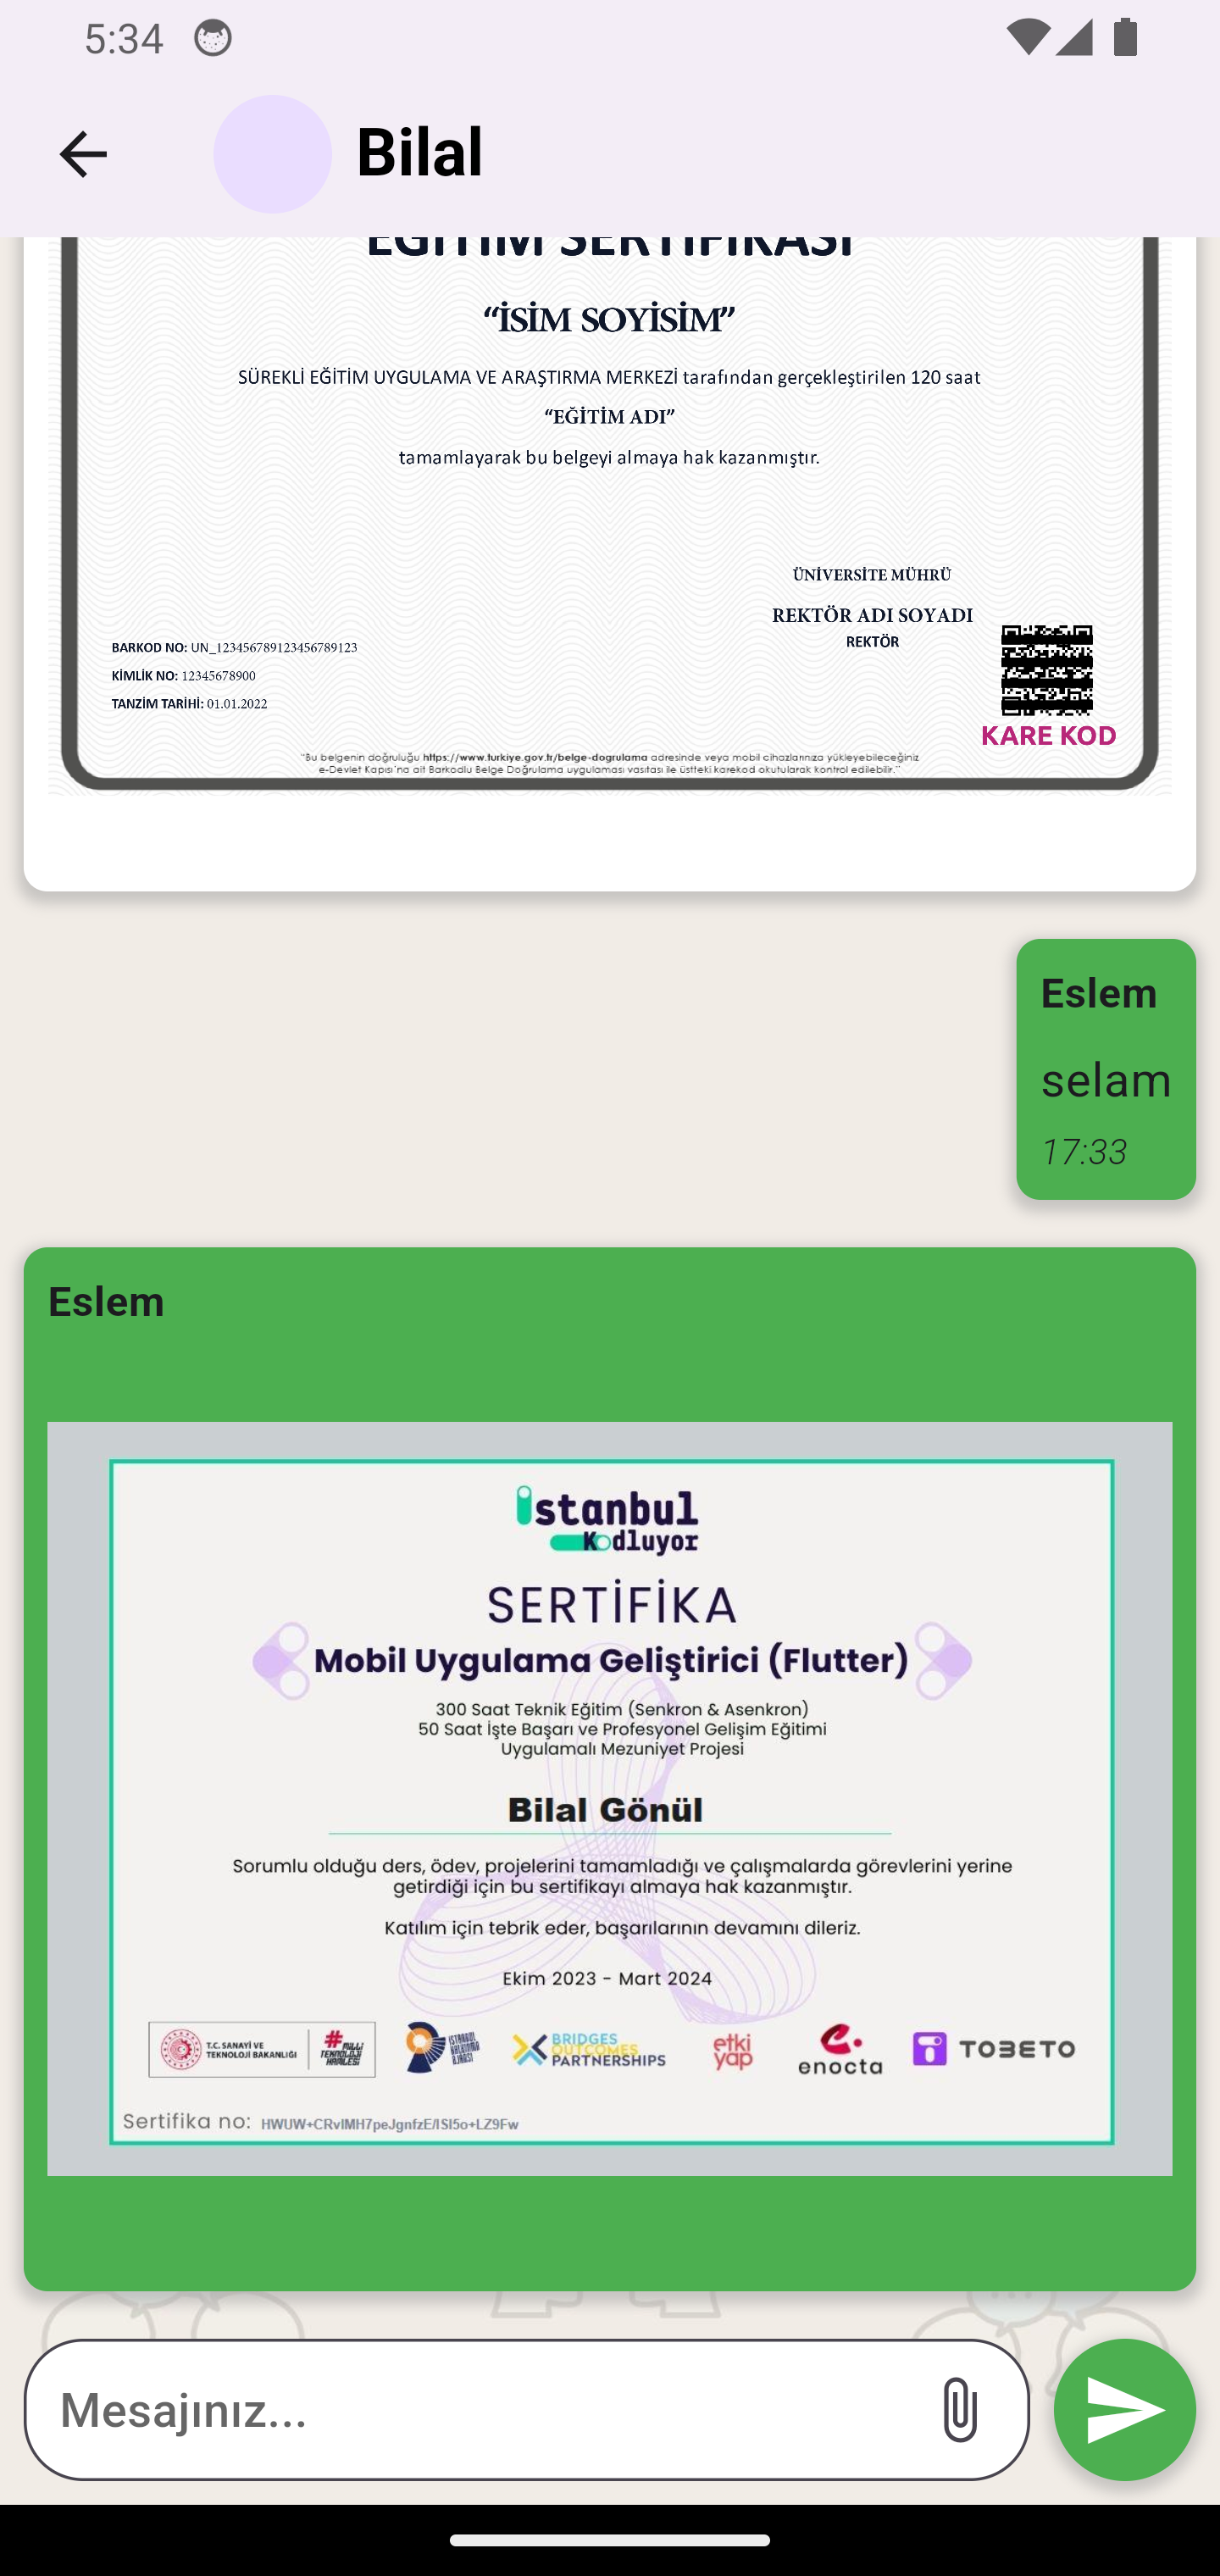 5:34
Bilal
EĞİTİM SERTİFİKASI
“İSİM SOYİSİM”
SÜREKLİ EĞİTİM UYGULAMA VE ARAŞTIRMA MERKEZİ tarafından gerçekleştirilen 120 saat
“EĞİTİM ADI”
tamamlayarak bu belgeyi almaya hak kazanmıştır.
ÜNİVERSİTE MÜHRÜ
REKTÖR ADI SOYADI
REKTÖR
BARKOD NO: UN_123456789123456789123
KİMLİK NO: 12345678900
TANZİM TARİHİ: 01.01.2022
KARE KOD
"Bu belgenin doğruluğu https://www.turkiye.gov.tr/belge-dogrulama adresinde veya mobil cihazlarınıza yükleyebileceğiniz
e-Devlet Kapısı'na ait Barkodlu Belge Doğrulama uygulaması vasıtası ile üstteki karekod okutularak kontrol edilebilir."
Eslem
selam
17:33
Eslem
istanbul
Kodluyor
SERTİFİKA
Mobil Uygulama Geliştirici (Flutter)
300 Saat Teknik Eğitim (Senkron & Asenkron)
50 Saat İşte Başarı ve Profesyonel Gelişim Eğitimi
Uygulamalı Mezuniyet Projesi
Bilal Gönül
Sorumlu olduğu ders, ödev, projelerini tamamladığı ve çalışmalarda görevlerini yerine
getirdiği için bu sertifikayı almaya hak kazanmıştır.
Katılım için tebrik eder, başarılarının devamını dileriz.
Ekim 2023 - Mart 2024
T.C. SANAYİ VE
TEKNOLOJİ BAKANLIĞI
#MİLLİ
TEKNOLOJİ
HAMLESİ
İSTANBUL
KALKINMA
AJANSI
BRIDGES
OUTCOMES
PARTNERSHIPS
etki
yap
enocta
TOBETO
Sertifika no: HWUW+CRvlMH7peJgnfzE/ISI5o+LZ9Fw
Mesajınız...